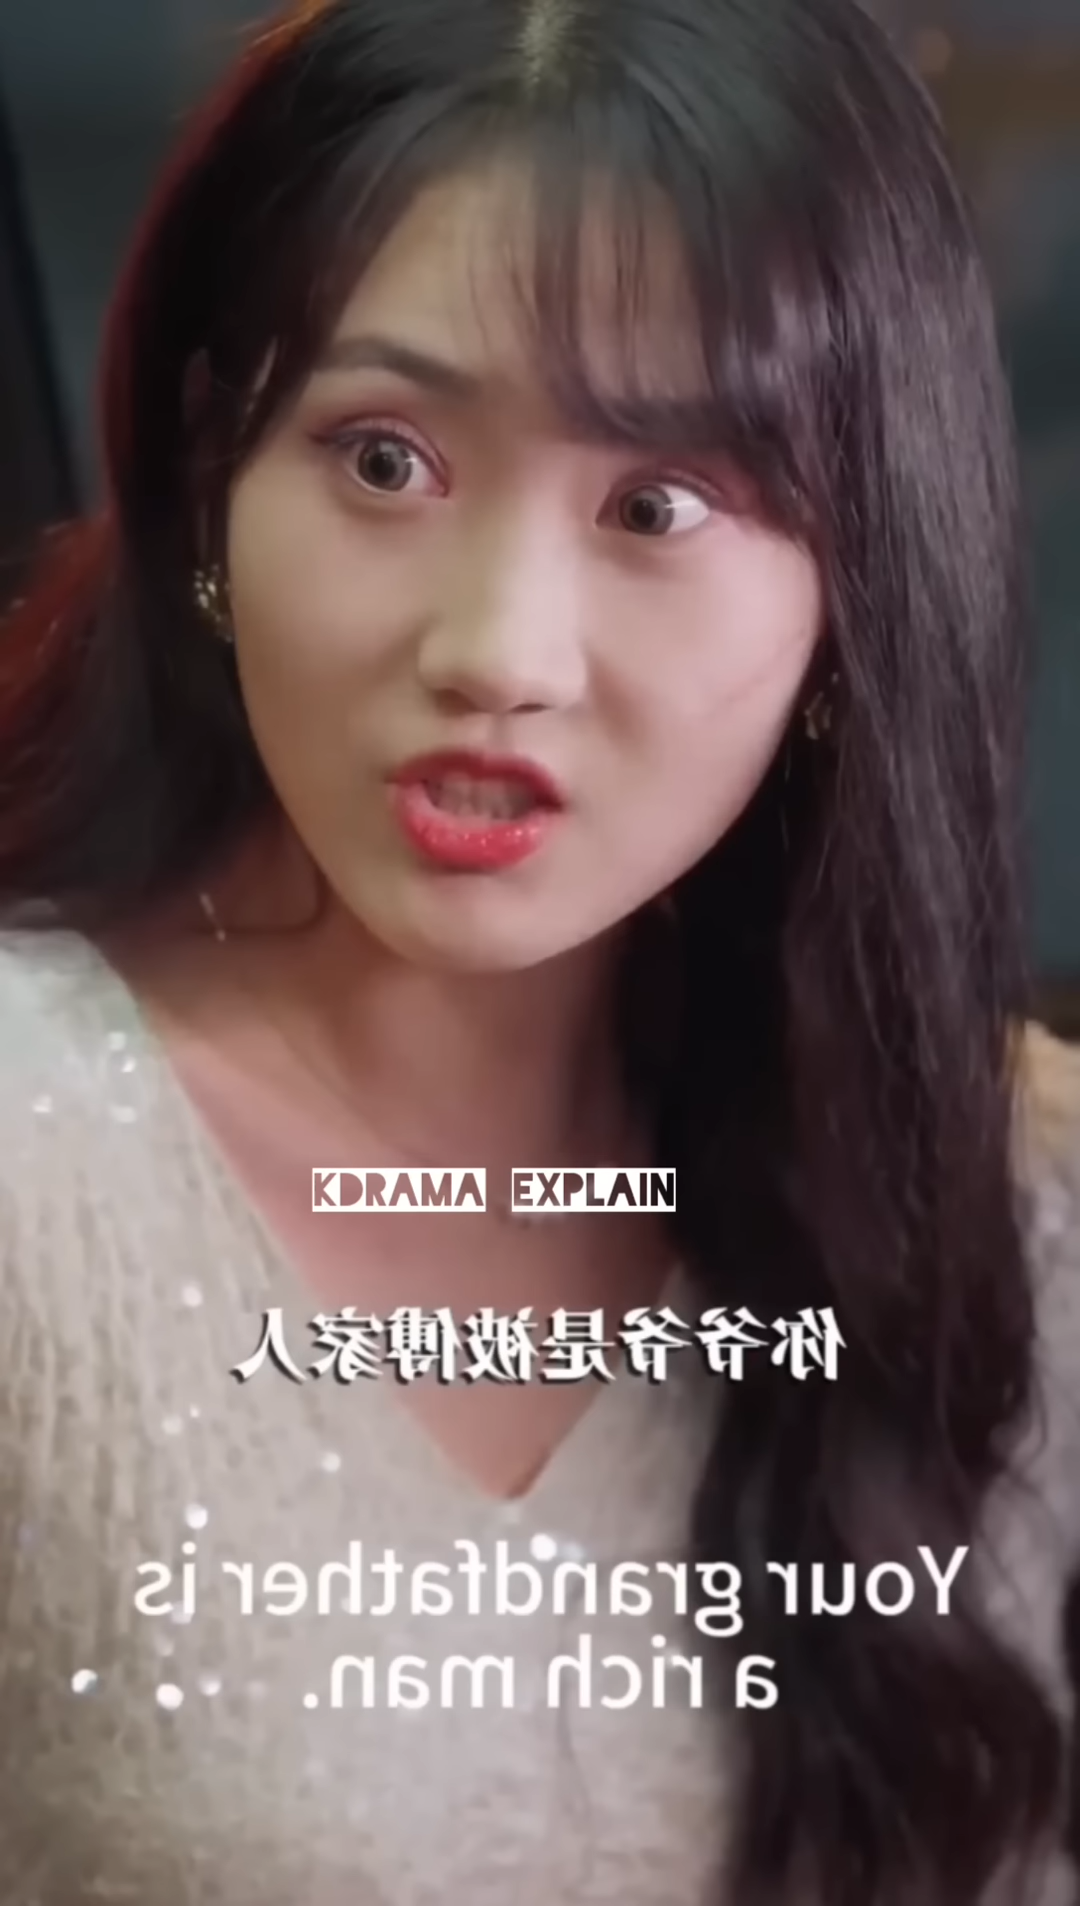 KDRAMA EXPLAIN
你爷爷是被傅家人
Your grandfather is
a rich man.